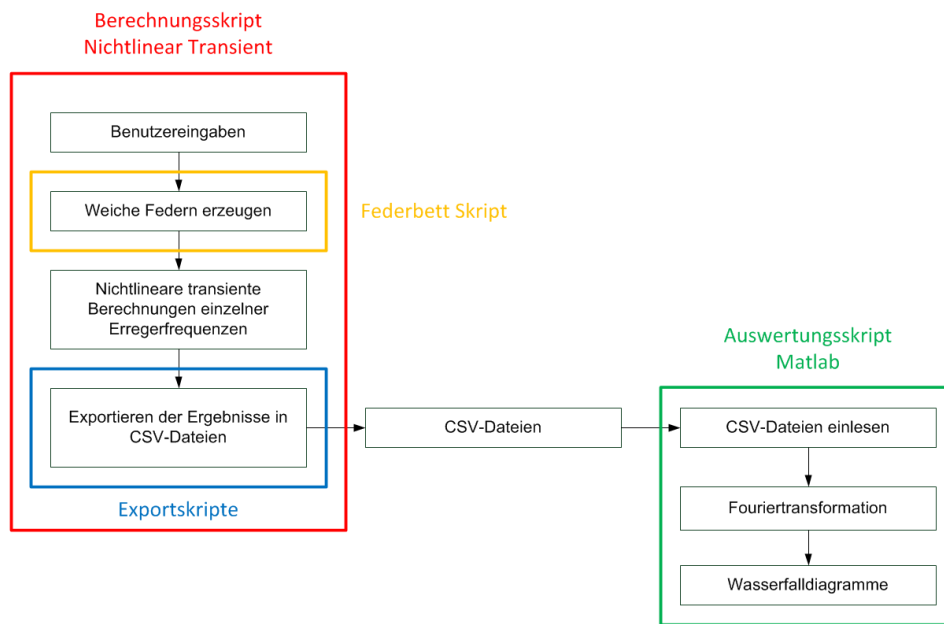 Berechnungsskript
Nichtlinear Transient
Benutzereingaben
Weiche Federn erzeugen
Federbett Skript
Nichtlineare transiente
Berechnungen einzelner
Erregerfrequenzen
Exportieren der Ergebnisse in
CSV-Dateien
Exportskripte
CSV-Dateien
Auswertungsskript
Matlab
CSV-Dateien einlesen
Fouriertransformation
Wasserfalldiagramme